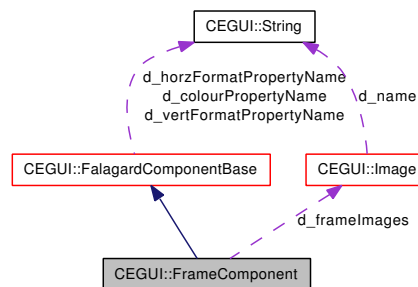 CEGUI::String
d_horzFormatPropertyName
d_colourPropertyName
d_vertFormatPropertyName
d_name
CEGUI::FalagardComponentBase
CEGUI::Image
d_frameImages
CEGUI::FrameComponent